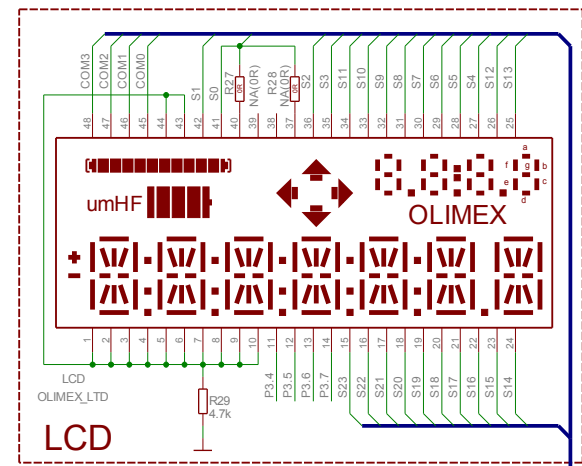 COM3 COM2 COM1 COM0 S1 S0 R27 0R NA(0R) R28 0R NA(0R) S2 S3 S11 S10 S9 S8 S7 S6 S5 S4 S12 S13
48 47 46 45 44 43 42 41 40 39 38 37 36 35 34 33 32 31 30 29 28 27 26 25
a
f g b
e c
d
umHF
OLIMEX
1 2 3 4 5 6 7 8 9 10 11 12 13 14 15 16 17 18 19 20 21 22 23 24
P3.4 P3.5 P3.6 P3.7 S23 S22 S21 S20 S19 S18 S17 S16 S15 S14
LCD
OLIMEX_LTD
R29
4.7k
LCD